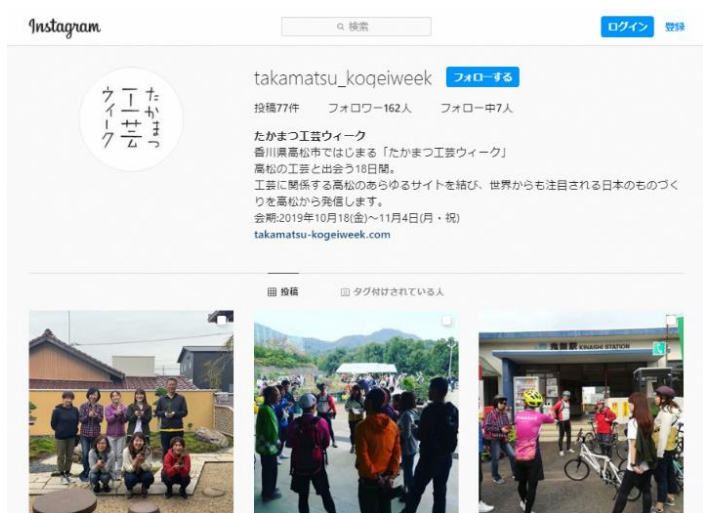 Instagram
検索
ログイン 登録
たかまつ
工芸
ウィーク
takamatsu_kogeiweek フォローする
投稿77件 フォロワー162人 フォロー中7人
たかまつ工芸ウィーク
香川県高松市ではじまる「たかまつ工芸ウィーク」
高松の工芸と出会う18日間。
工芸に関係する高松のあらゆるサイトを結び、世界からも注目される日本のものづく
りを高松から発信します。
会期:2019年10月18(金)〜11月4日(月・祝)
takamatsu-kogeiweek.com
投稿 タグ付けされている人
鬼無駅 KINASHI STATION